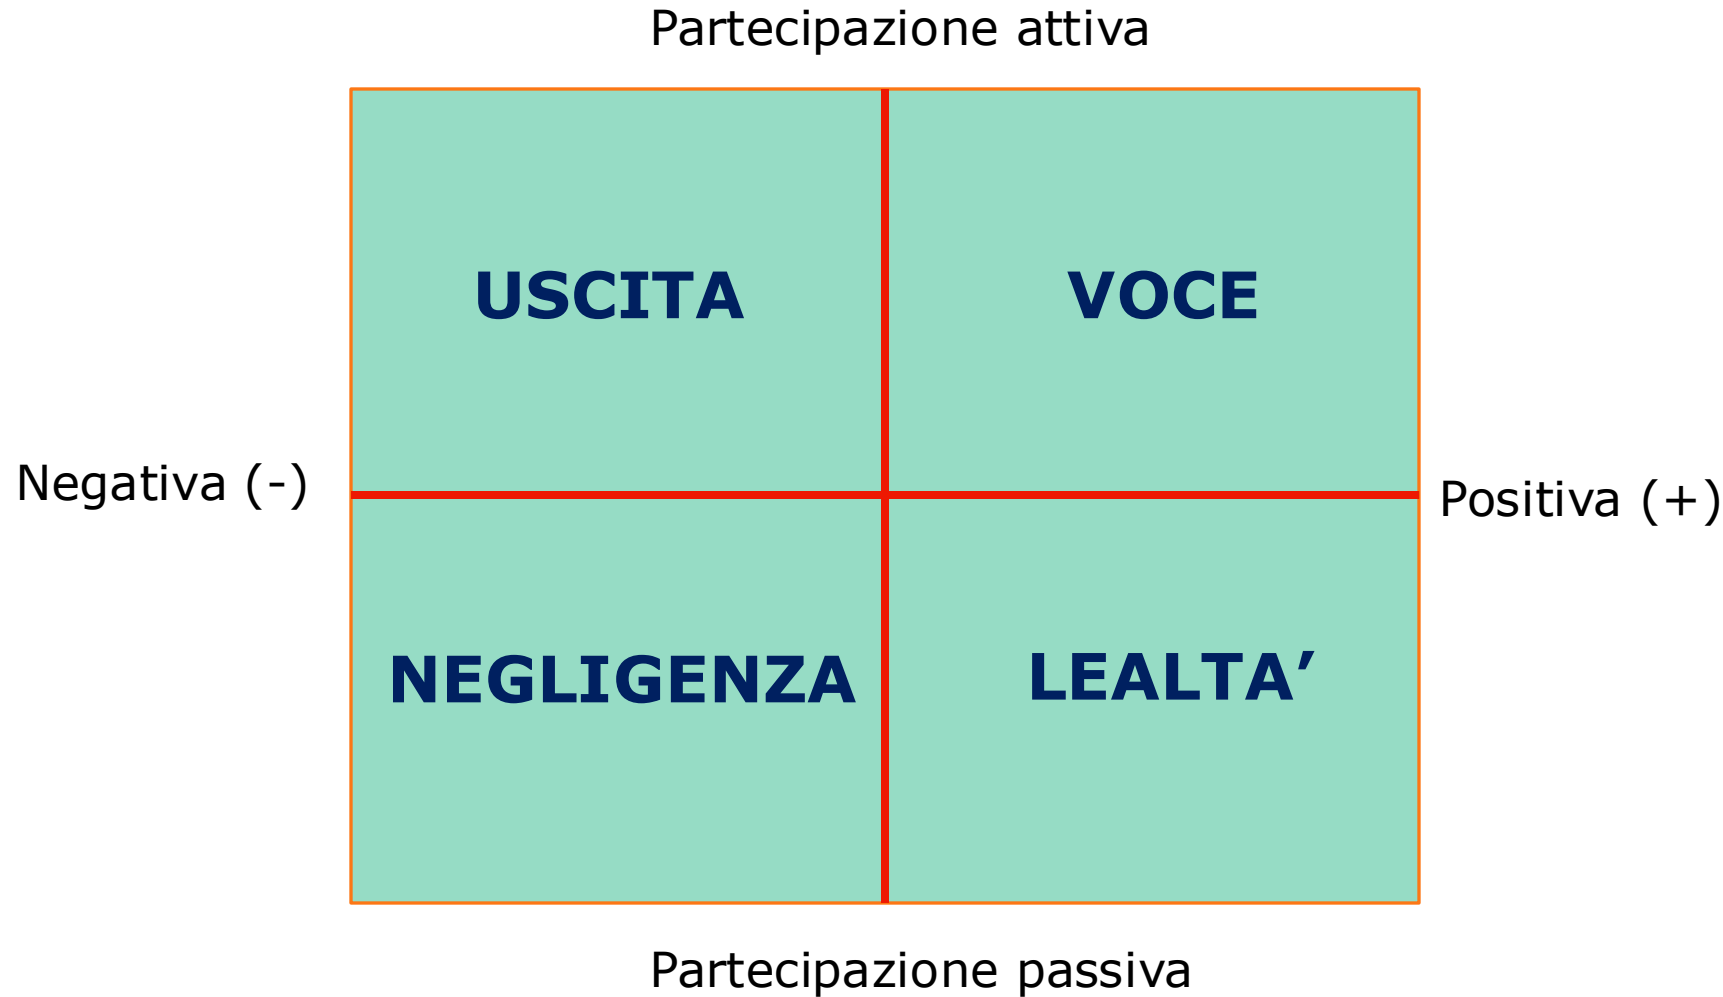 Partecipazione attiva
USCITA
VOCE
Negativa (-)
Positiva (+)
NEGLIGENZA
LEALTA’
Partecipazione passiva